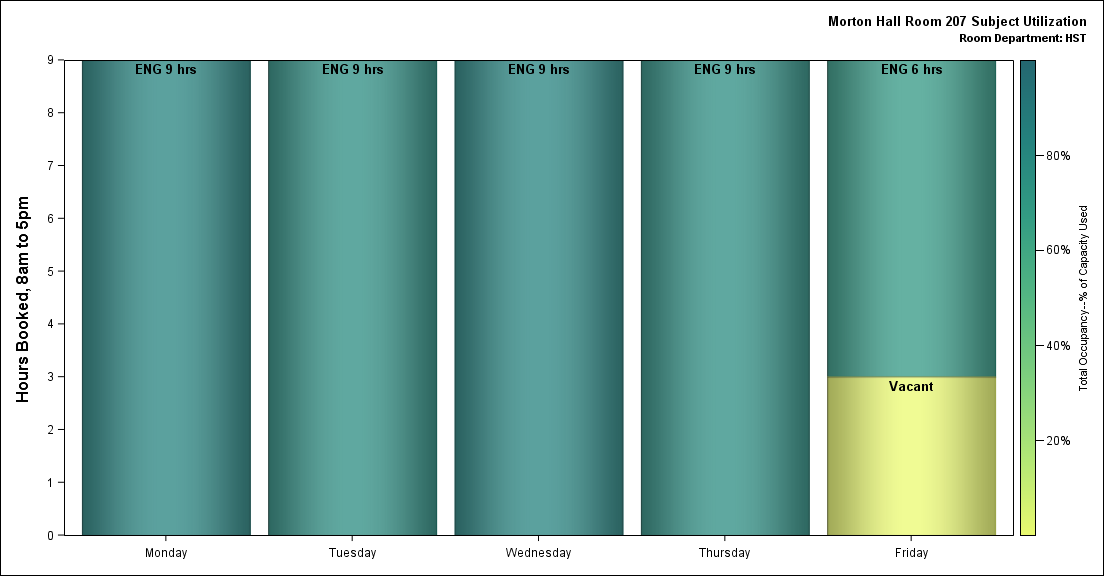 Morton Hall Room 207 Subject Utilization
Room Department: HST
Hours Booked, 8am to 5pm
9
8
7
6
5
4
3
2
1
0
ENG 9 hrs
ENG 9 hrs
ENG 9 hrs
ENG 9 hrs
ENG 6 hrs
Vacant
Monday
Tuesday
Wednesday
Thursday
Friday
80%
60%
40%
20%
Total Occupancy--% of Capacity Used